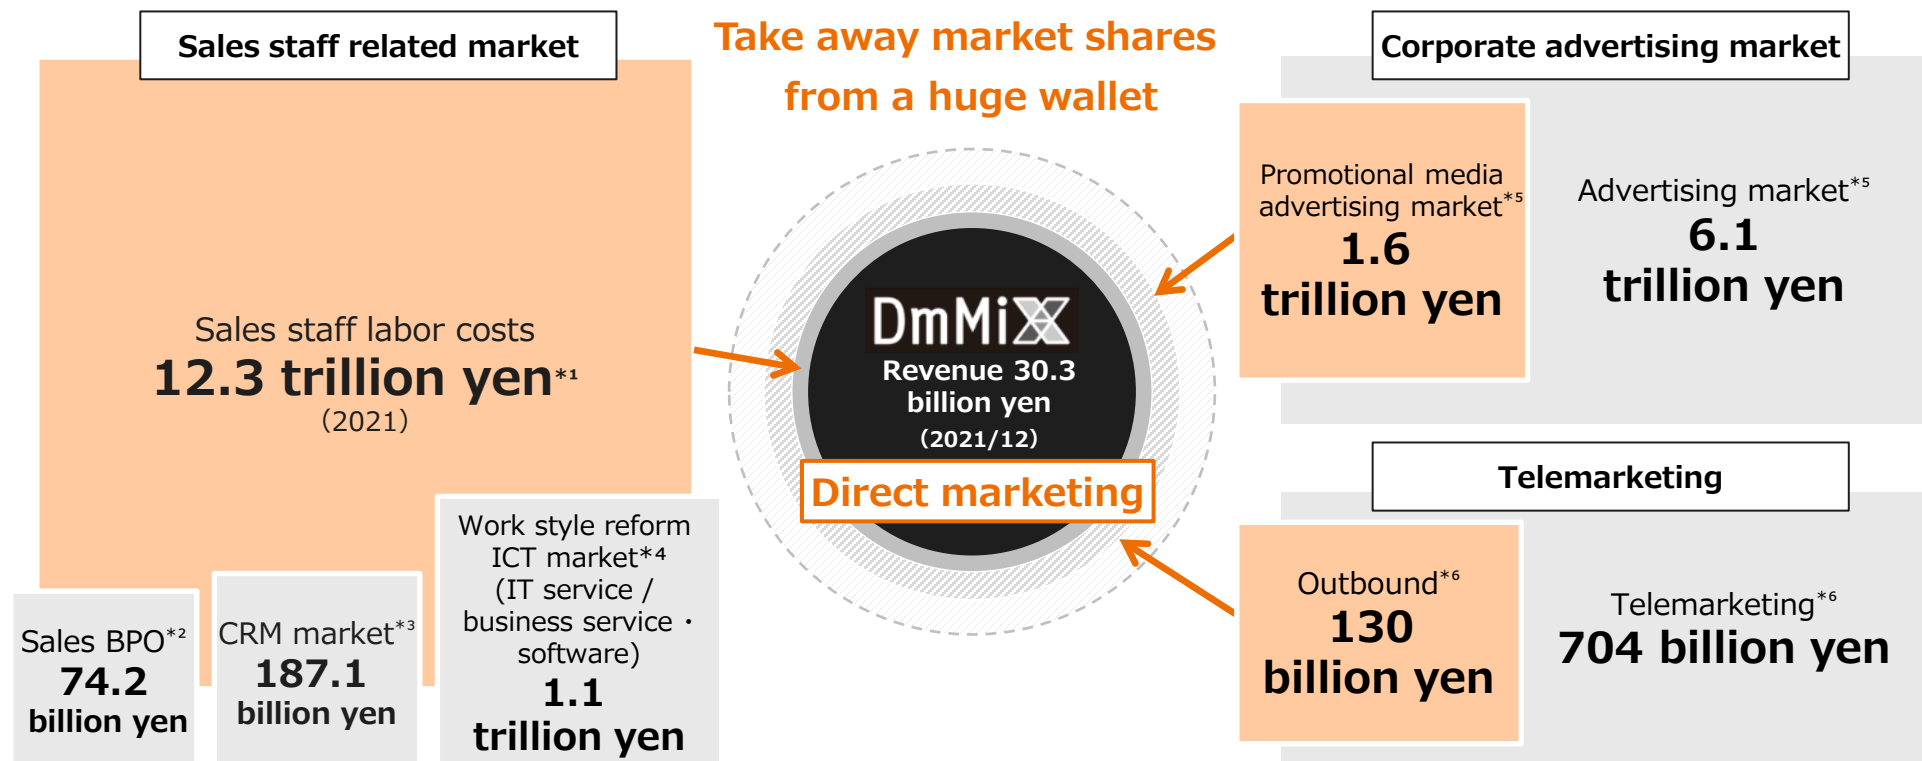 Sales staff related market
Sales staff labor costs
12.3 trillion yen*1
(2021)
Sales BPO*2
74.2
billion yen
CRM market*3
187.1
billion yen
Work style reform
ICT market*4
(IT service /
business service・
software)
1.1
trillion yen
Take away market shares
from a huge wallet
DmMiX
Revenue 30.3
billion yen
(2021/12)
Direct marketing
Corporate advertising market
Promotional media
advertising market*5
1.6
trillion yen
Advertising market*5
6.1
trillion yen
Telemarketing
Outbound*6
130
billion yen
Telemarketing*6
704 billion yen